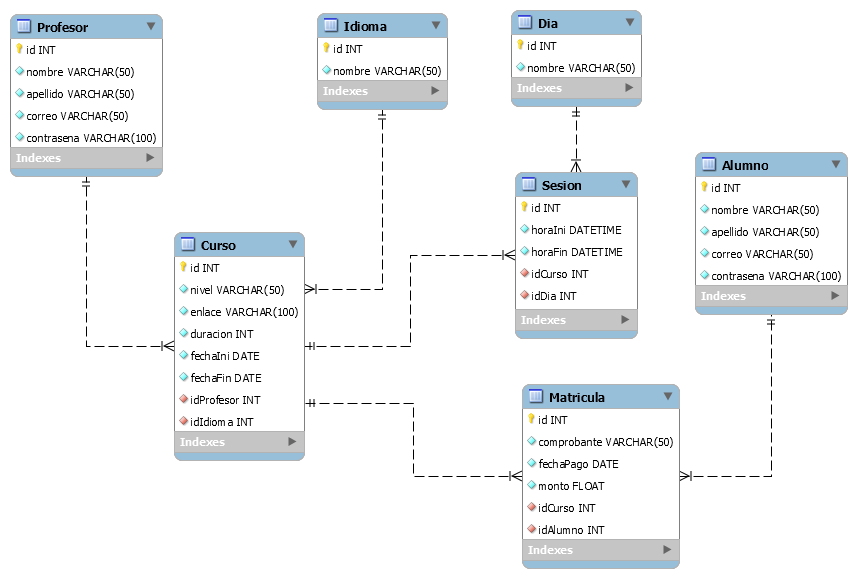 Profesor
id INT
nombre VARCHAR(50)
apellido VARCHAR(50)
correo VARCHAR(50)
contrasena VARCHAR(100)
Indexes
Idioma
id INT
nombre VARCHAR(50)
Indexes
Dia
id INT
nombre VARCHAR(50)
Indexes
Curso
id INT
nivel VARCHAR(50)
enlace VARCHAR(100)
duracion INT
fechaIni DATE
fechaFin DATE
idProfesor INT
idIdioma INT
Indexes
Sesion
id INT
horaIni DATETIME
horaFin DATETIME
idCurso INT
idDia INT
Indexes
Alumno
id INT
nombre VARCHAR(50)
apellido VARCHAR(50)
correo VARCHAR(50)
contrasena VARCHAR(100)
Indexes
Matricula
id INT
comprobante VARCHAR(50)
fechaPago DATE
monto FLOAT
idCurso INT
idAlumno INT
Indexes